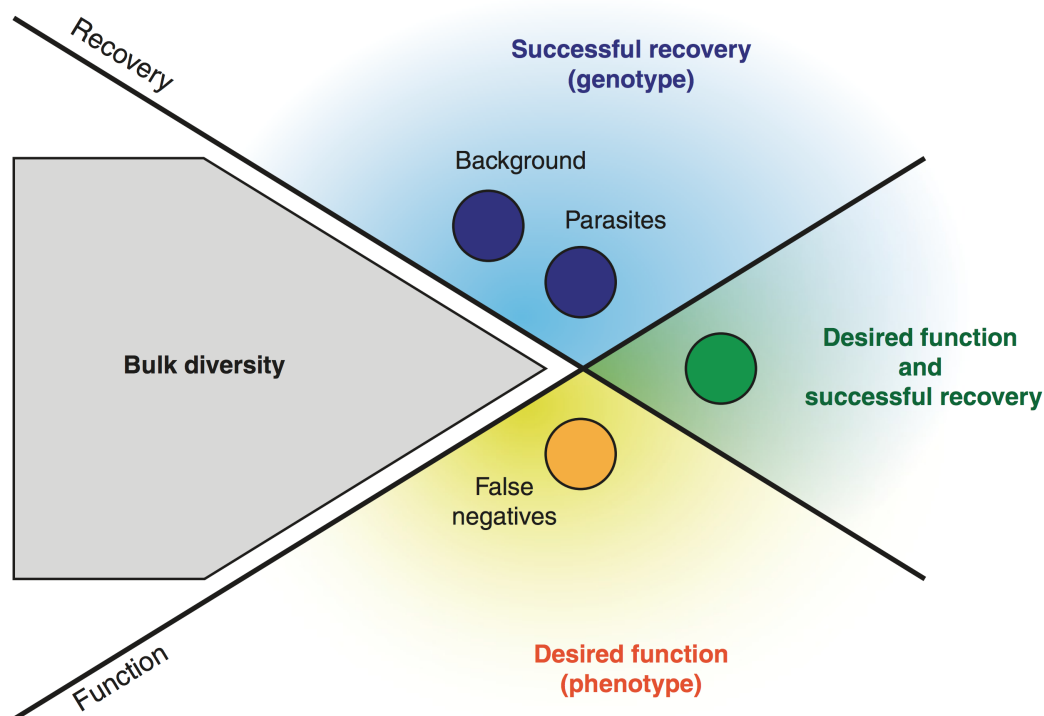 Recovery
Successful recovery
(genotype)
Background
Parasites
Bulk diversity
Desired function
and
successful recovery
False
negatives
Function
Desired function
(phenotype)